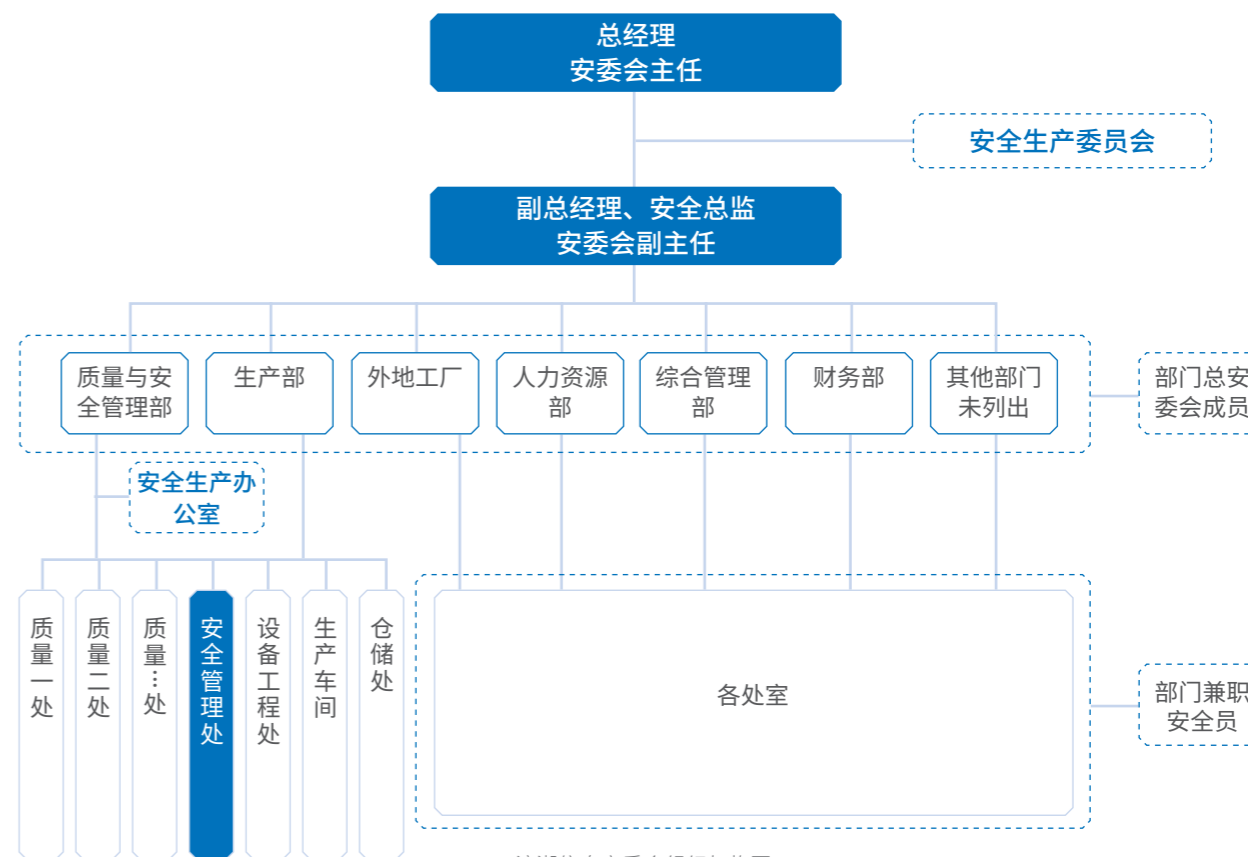 总经理
安委会主任
安全生产委员会
副总经理、安全总监
安委会副主任
质量与安
全管理部
生产部
外地工厂
人力资源
部
综合管理
部
财务部
其他部门
未列出
部门总安
委会成员
安全生产办
公室
质量一处
质量二处
质量…处
安全管理处
设备工程处
生产车间
仓储处
各处室
部门兼职
安全员